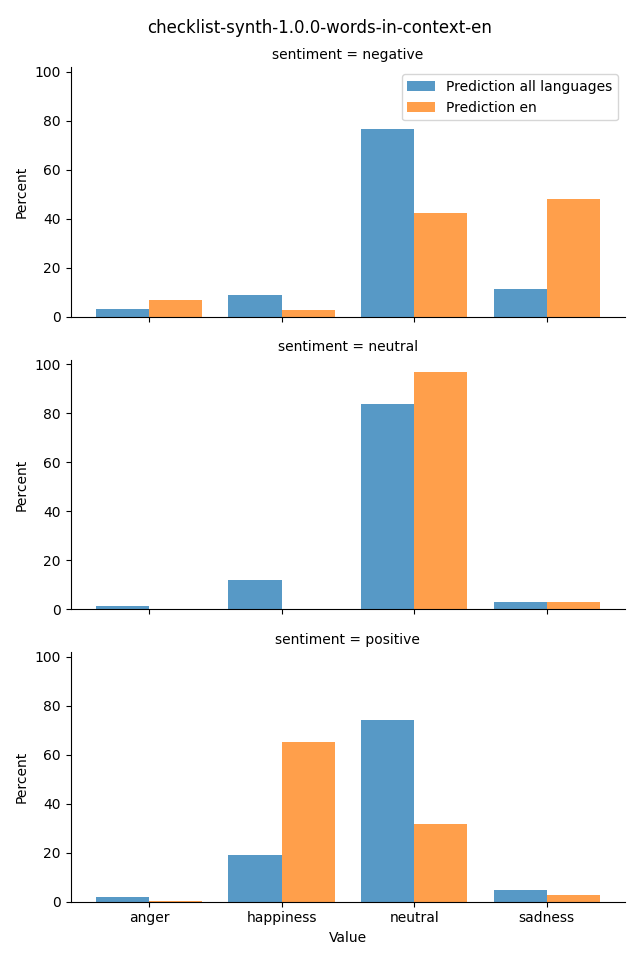 checklist-synth-1.0.0-words-in-context-en
sentiment = negative
100
80
60
40
20
0
Percent
Prediction all languages
Prediction en
sentiment = neutral
100
80
60
40
20
0
Percent
sentiment = positive
100
80
60
40
20
0
Percent
anger happiness neutral sadness
Value